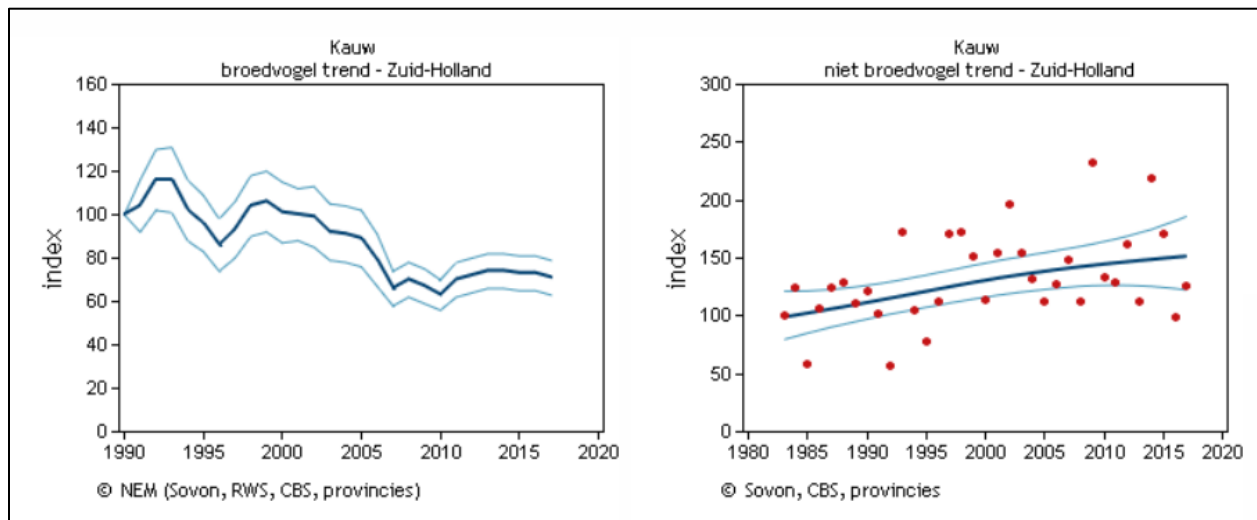 Kauw
broedvogel trend - Zuid-Holland
160
140
120
100
80
60
40
20
0
index
1990 1995 2000 2005 2010 2015 2020
© NEM (Sovon, RWS, CBS, provincies)
Kauw
niet broedvogel trend - Zuid-Holland
300
250
200
150
100
50
0
index
1980 1985 1990 1995 2000 2005 2010 2015 2020
© Sovon, CBS, provincies